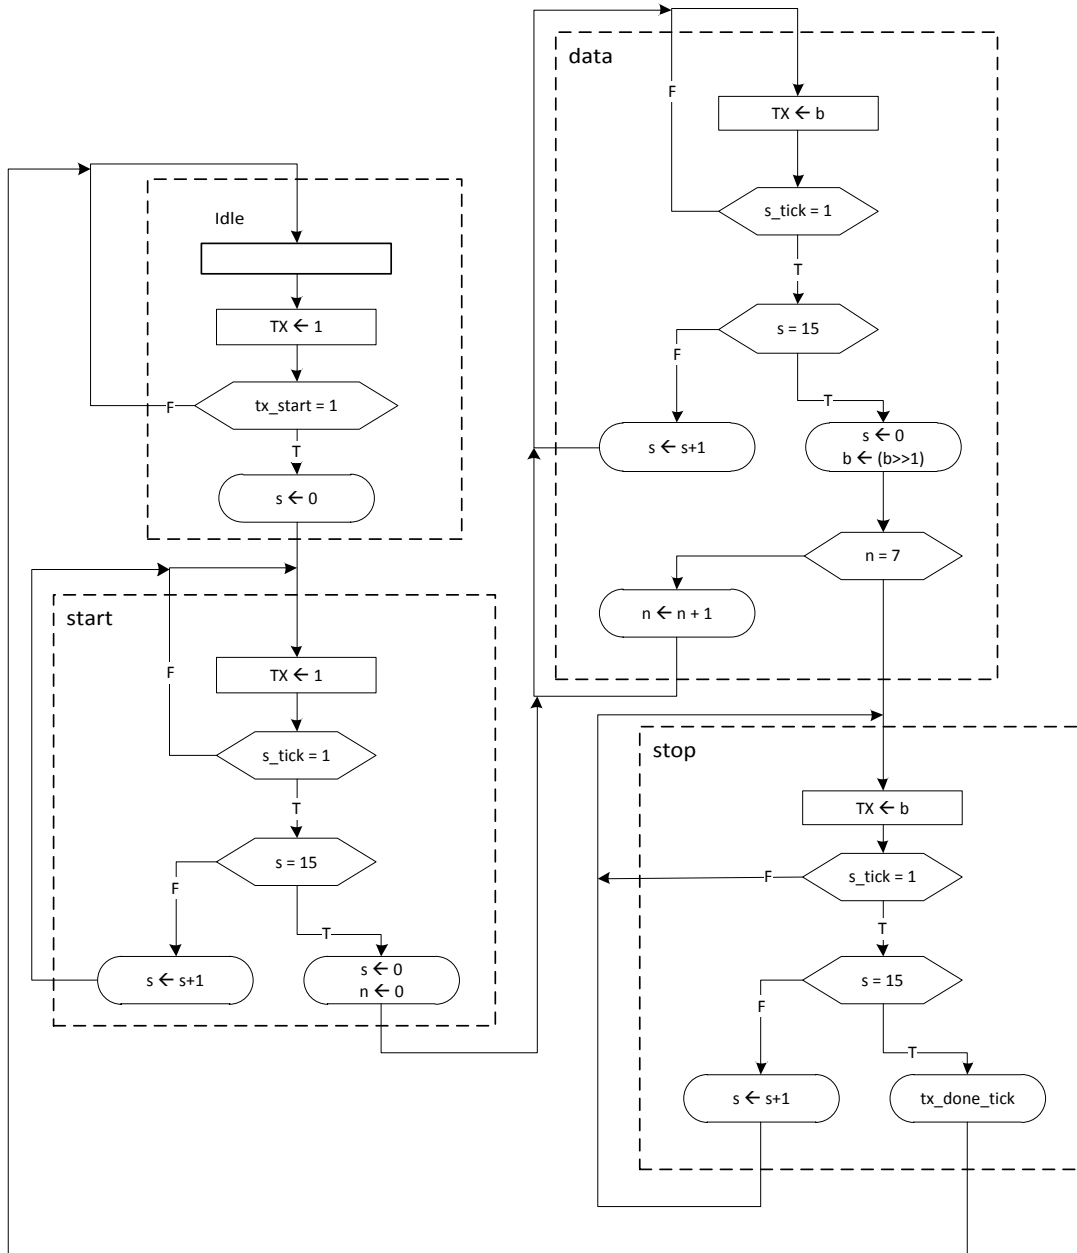 Idle
TX ← 1
tx_start = 1
F
T
s ← 0
start
TX ← 1
F
s_tick = 1
T
s = 15
F
T
s ← s+1
s ← 0
n ← 0
data
F
TX ← b
s_tick = 1
T
s = 15
F
T
s ← s+1
s ← 0
b ← (b>>1)
n = 7
n ← n + 1
stop
TX ← b
F
s_tick = 1
T
s = 15
F
T
s ← s+1
tx_done_tick